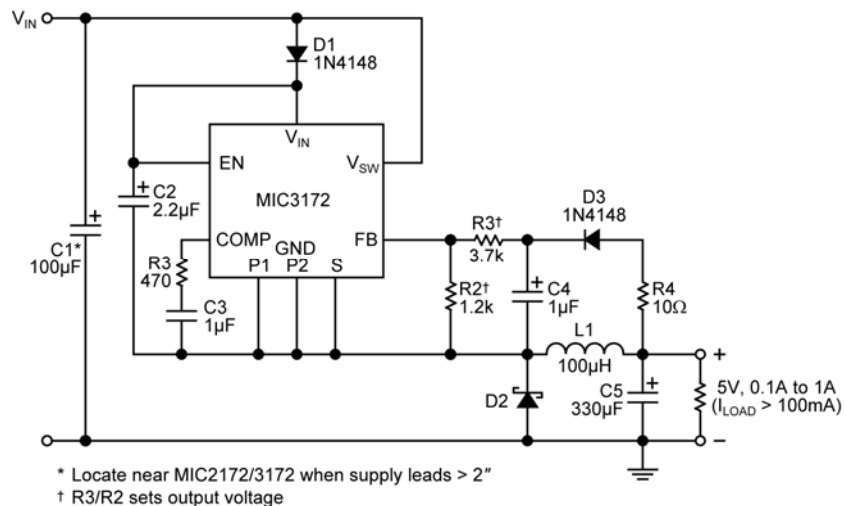 VIN
D1
1N4148
VIN
EN
VSW
C2
2.2µF
MIC3172
D3
1N4148
R3†
3.7k
C1*
100µF
COMP
GND
FB
P1 P2 S
R3
470
R2†
1.2k
C4
1µF
R4
10Ω
C3
1µF
L1
100µH
D2
C5
330µF
+
5V, 0.1A to 1A
(ILOAD > 100mA)
–
* Locate near MIC2172/3172 when supply leads > 2″
† R3/R2 sets output voltage